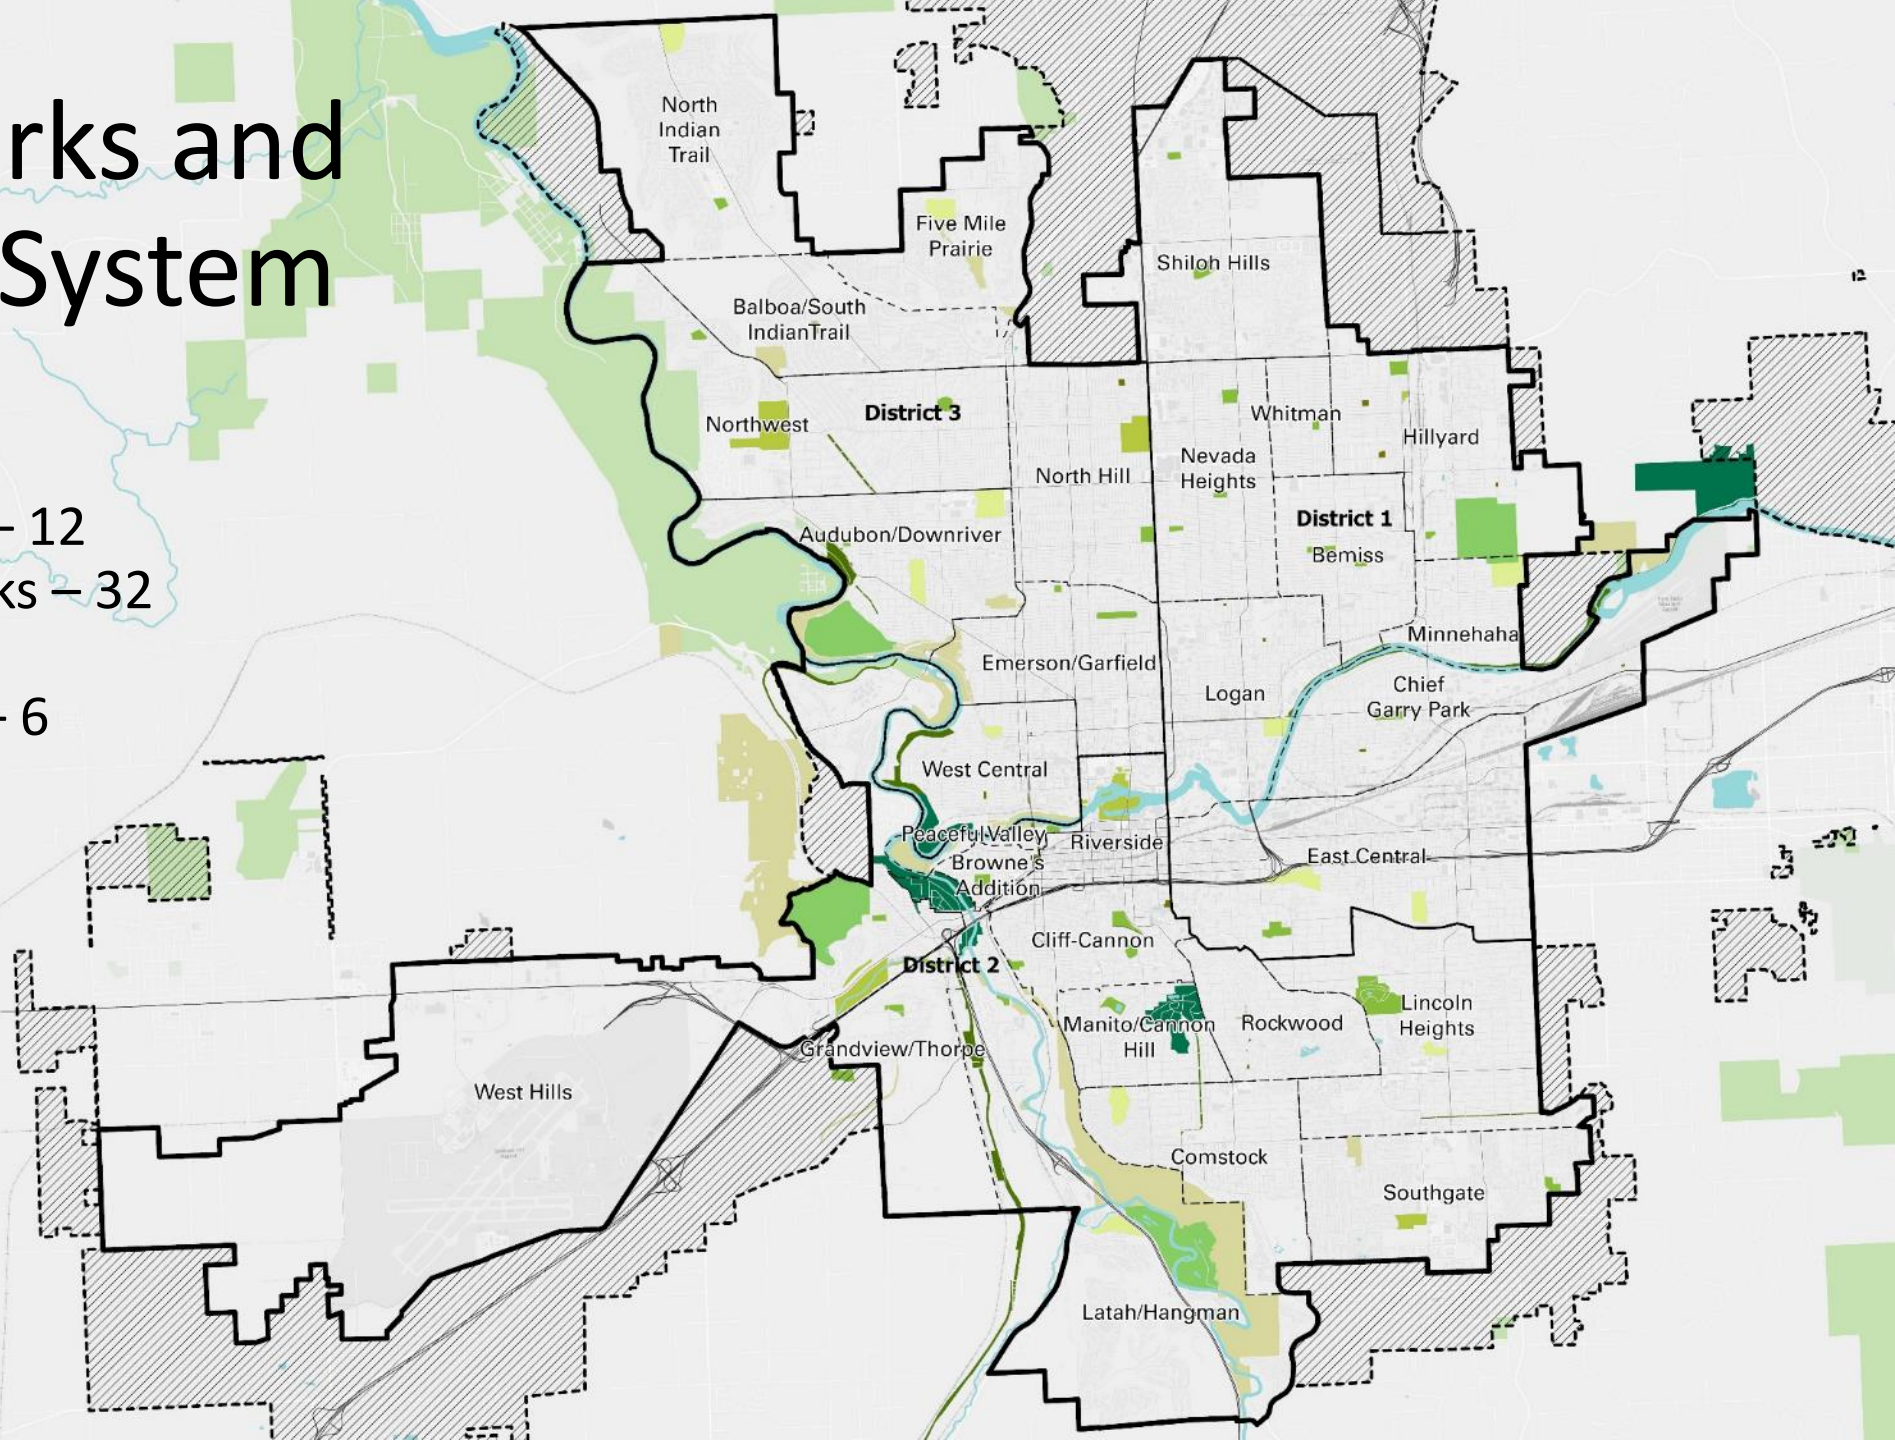 rks and
System
– 12
ks – 32
– 6
North
Indian
Trail
Five Mile
Prairie
Shiloh Hills
Balboa/South
IndianTrail
Northwest
District 3
Whitman
Hillyard
North Hill
Nevada
Heights
District 1
Bemiss
Audubon/Downriver
Minnehaha
Emerson/Garfield
Logan
Chief
Garry Park
West Central
Peaceful Valley
Riverside
Browne's
Addition
East Central
Cliff-Cannon
District 2
Manito/Cannon
Hill
Rockwood
Lincoln
Heights
Grandview/Thorpe
West Hills
Comstock
Southgate
Latah/Hangman